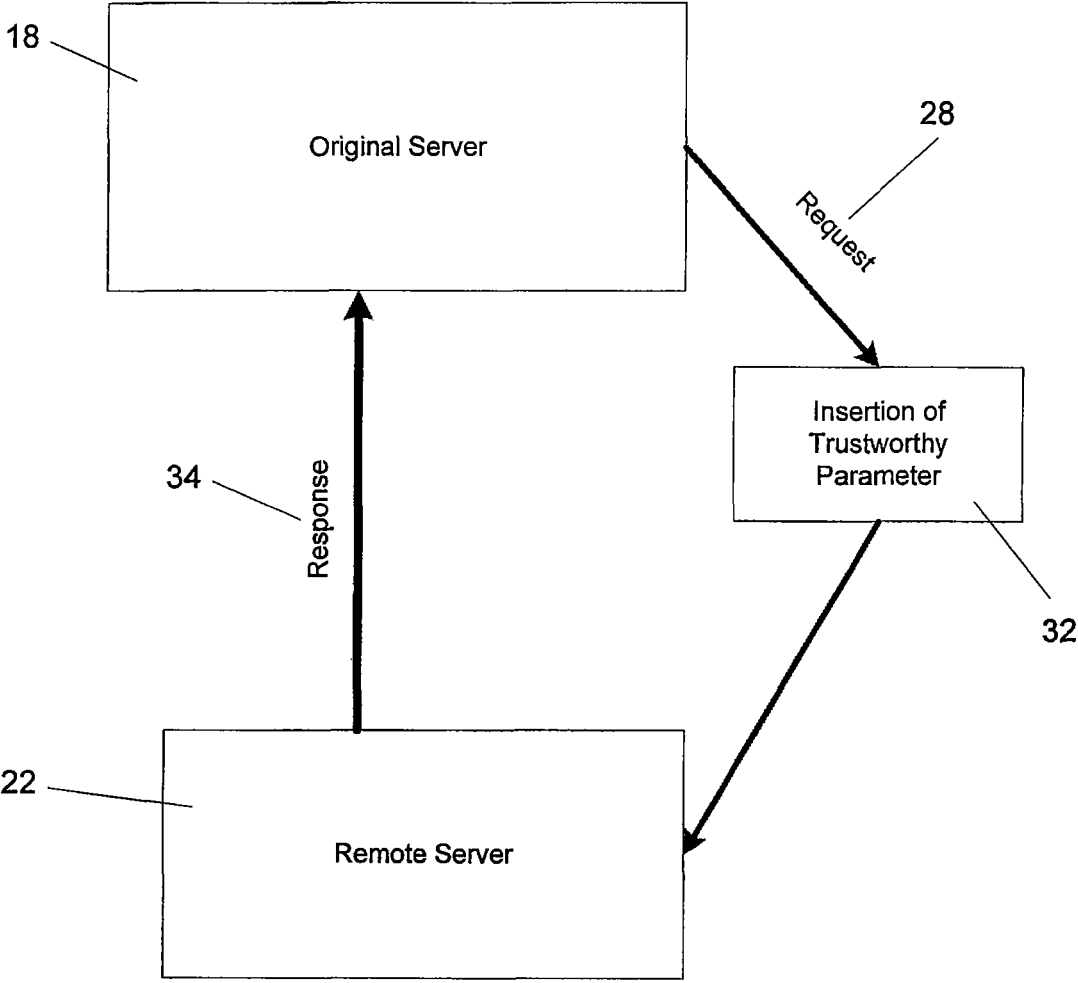 18
Original Server
28
Request
Insertion of
Trustworthy
Parameter
34
Response
32
22
Remote Server